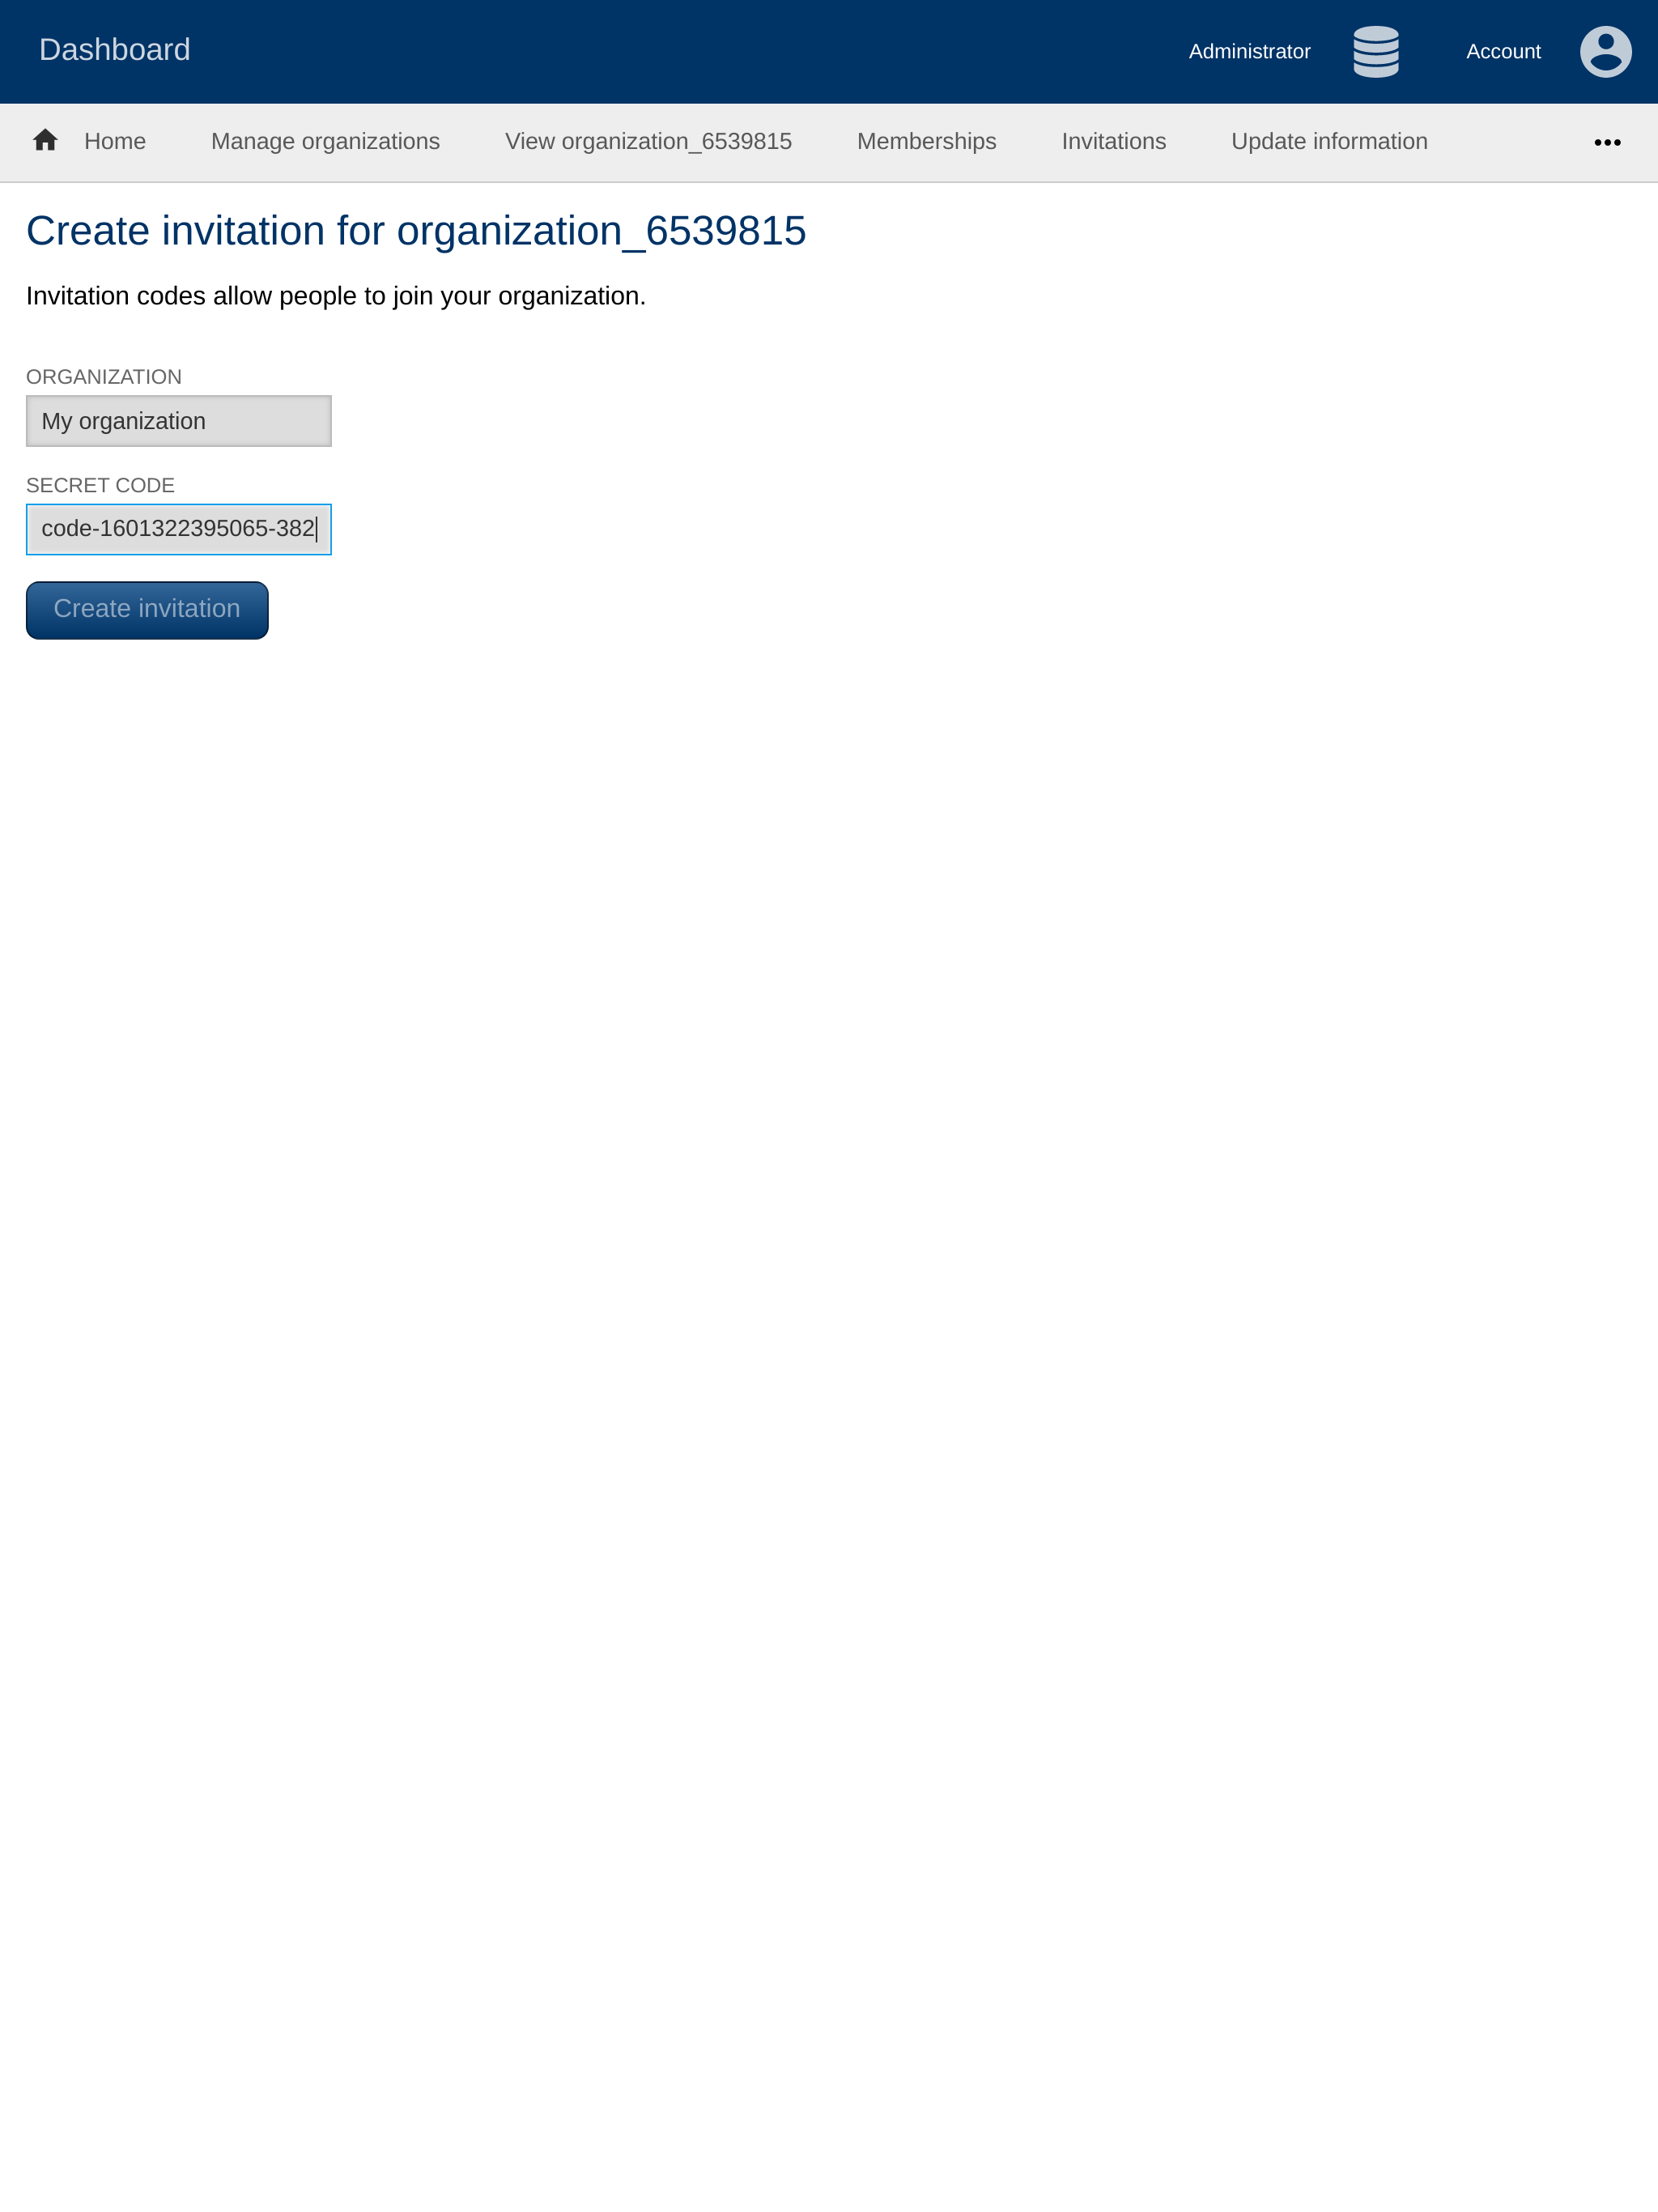 Dashboard
Administrator
Account
Home
Manage organizations
View organization_6539815
Memberships
Invitations
Update information
Create invitation for organization_6539815
Invitation codes allow people to join your organization.
ORGANIZATION
My organization
SECRET CODE
code-1601322395065-382
Create invitation